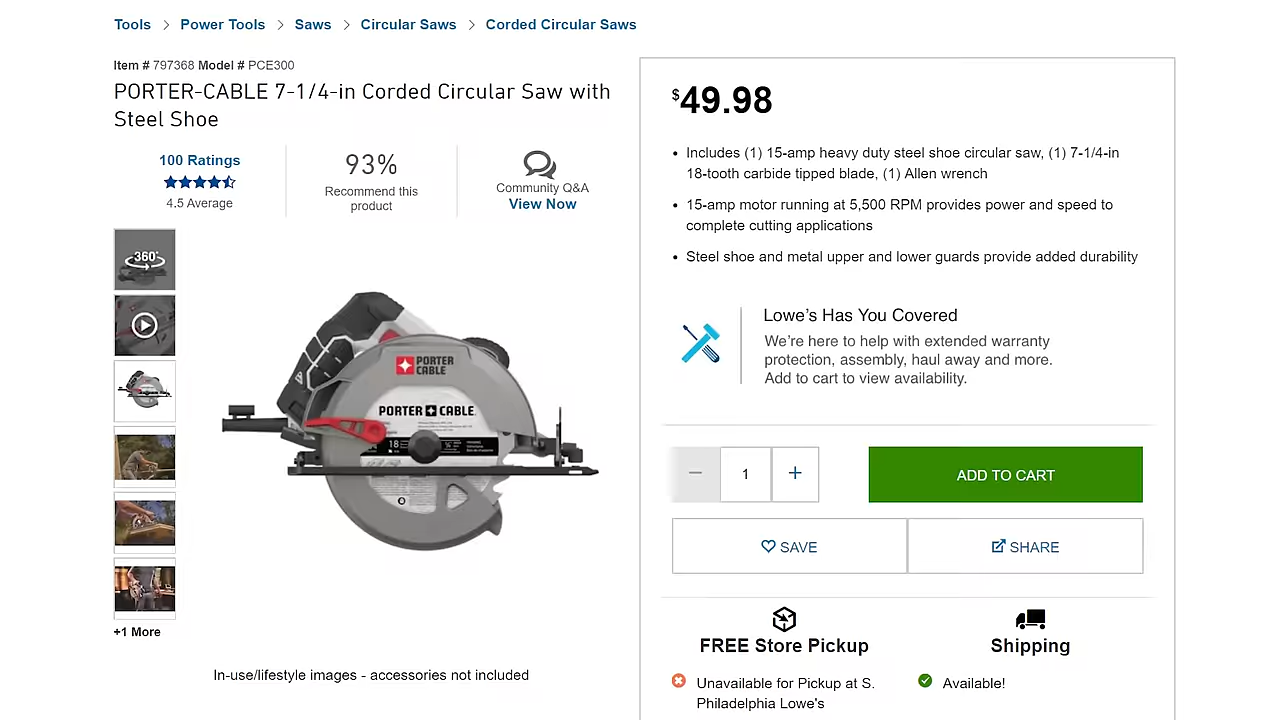 Tools > Power Tools > Saws > Circular Saws > Corded Circular Saws
Item # 797368 Model # PCE300
PORTER-CABLE 7-1/4-in Corded Circular Saw with
Steel Shoe
100 Ratings
4.5 Average
93%
Recommend this
product
Community Q&A
View Now
360°
PORTER
CABLE
PORTER CABLE
18
+1 More
In-use/lifestyle images - accessories not included
$49.98
• Includes (1) 15-amp heavy duty steel shoe circular saw, (1) 7-1/4-in
18-tooth carbide tipped blade, (1) Allen wrench
• 15-amp motor running at 5,500 RPM provides power and speed to
complete cutting applications
• Steel shoe and metal upper and lower guards provide added durability
Lowe's Has You Covered
We're here to help with extended warranty
protection, assembly, haul away and more.
Add to cart to view availability.
− 1 +
ADD TO CART
SAVE
SHARE
FREE Store Pickup
Unavailable for Pickup at S.
Philadelphia Lowe's
Shipping
Available!